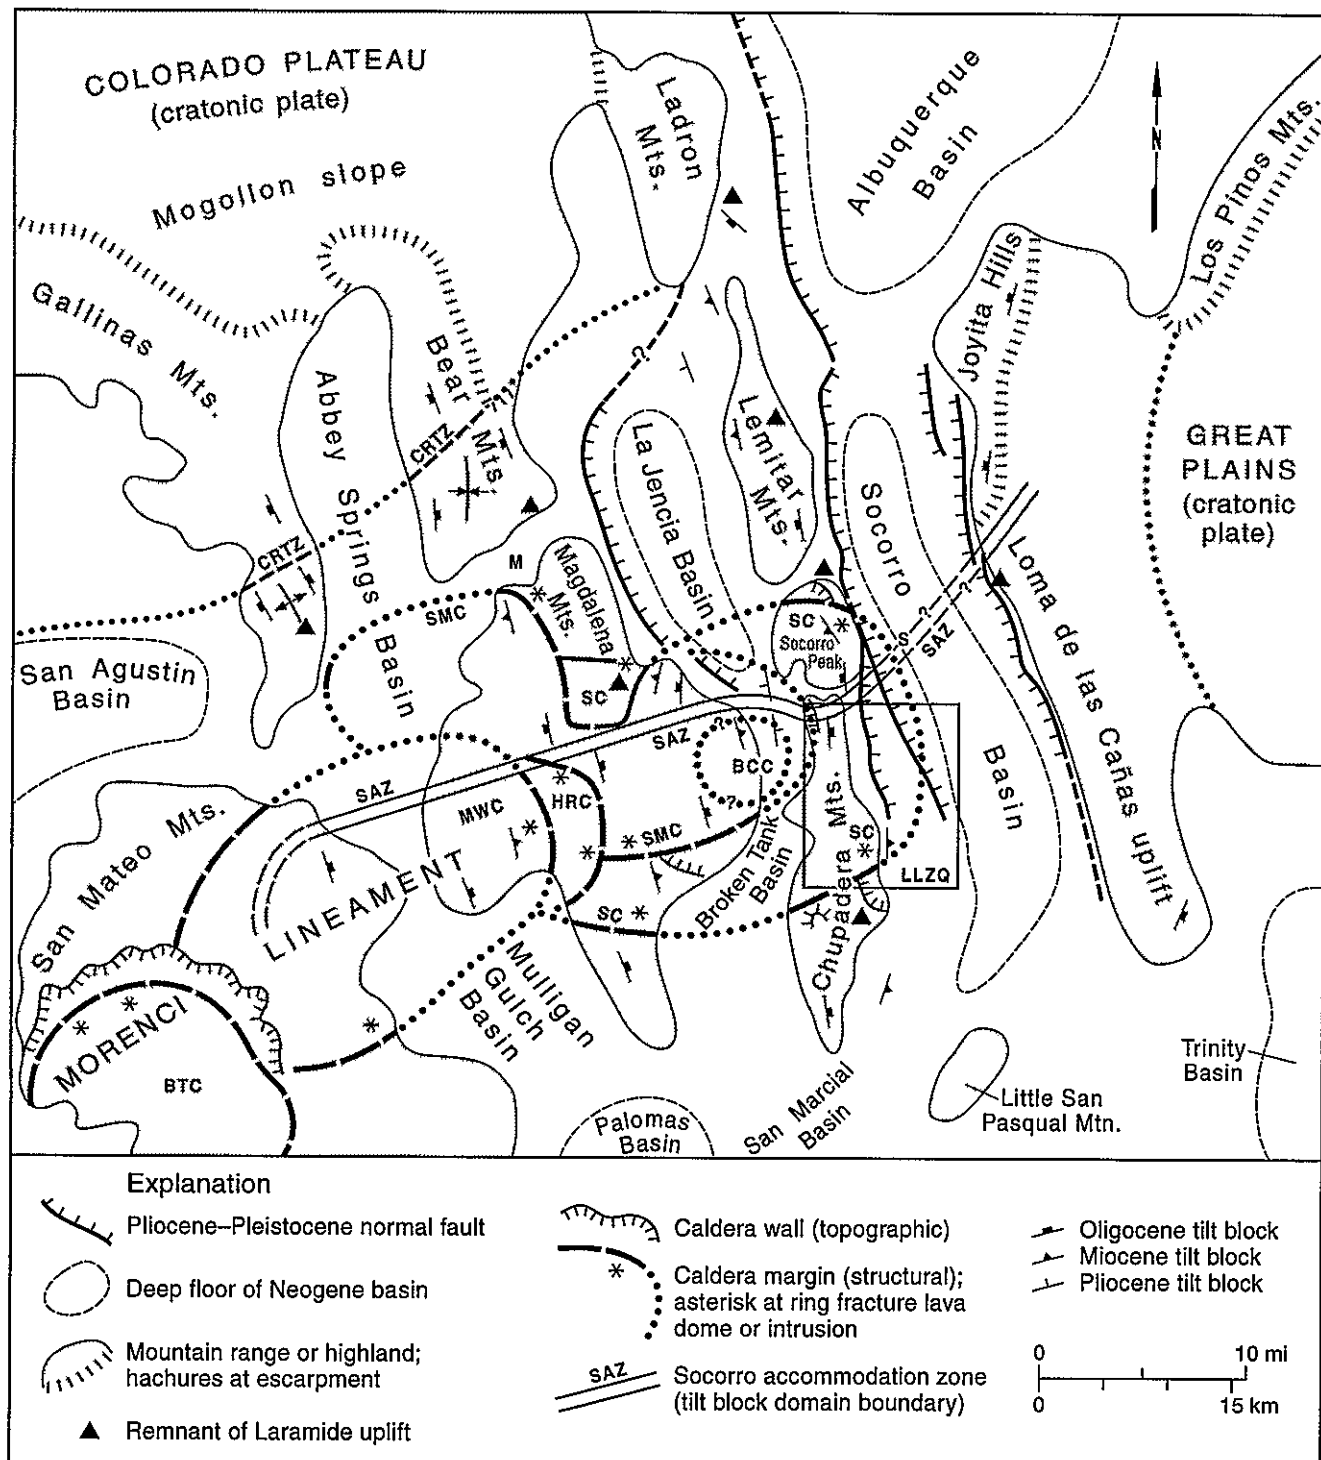 COLORADO PLATEAU
(cratonic plate)
Mogollon slope
Gallinas Mts.
Ladron
Mts.
Albuquerque
Basin
N
Los Pinos Mts.
Joyita Hills
GREAT
PLAINS
(cratonic
plate)
Bear Mts.
Abbey Springs Basin
CRTZ
CRTZ
?
?
La Jencia Basin
Lemitar
Mts.
Socorro Basin
Loma de las Cañas uplift
M
Magdalena
Mts.
SMC
SC
SC
Socorro
Peak
S
?
?
SAZ
San Agustin
Basin
SAZ
SAZ
?
BCC
?
MWC
HRC
SMC
SC
SC
LLZQ
Broken Tank
Basin
Chupadera Mts.
San Mateo Mts.
MORENCI LINEAMENT
BTC
Mulligan
Gulch
Basin
Palomas
Basin
San Marcial
Basin
Little San
Pasqual Mtn.
Trinity
Basin
Explanation
Pliocene–Pleistocene normal fault
Deep floor of Neogene basin
Mountain range or highland;
hachures at escarpment
Remnant of Laramide uplift
Caldera wall (topographic)
Caldera margin (structural);
asterisk at ring fracture lava
dome or intrusion
SAZ
Socorro accommodation zone
(tilt block domain boundary)
Oligocene tilt block
Miocene tilt block
Pliocene tilt block
0 10 mi
0 15 km